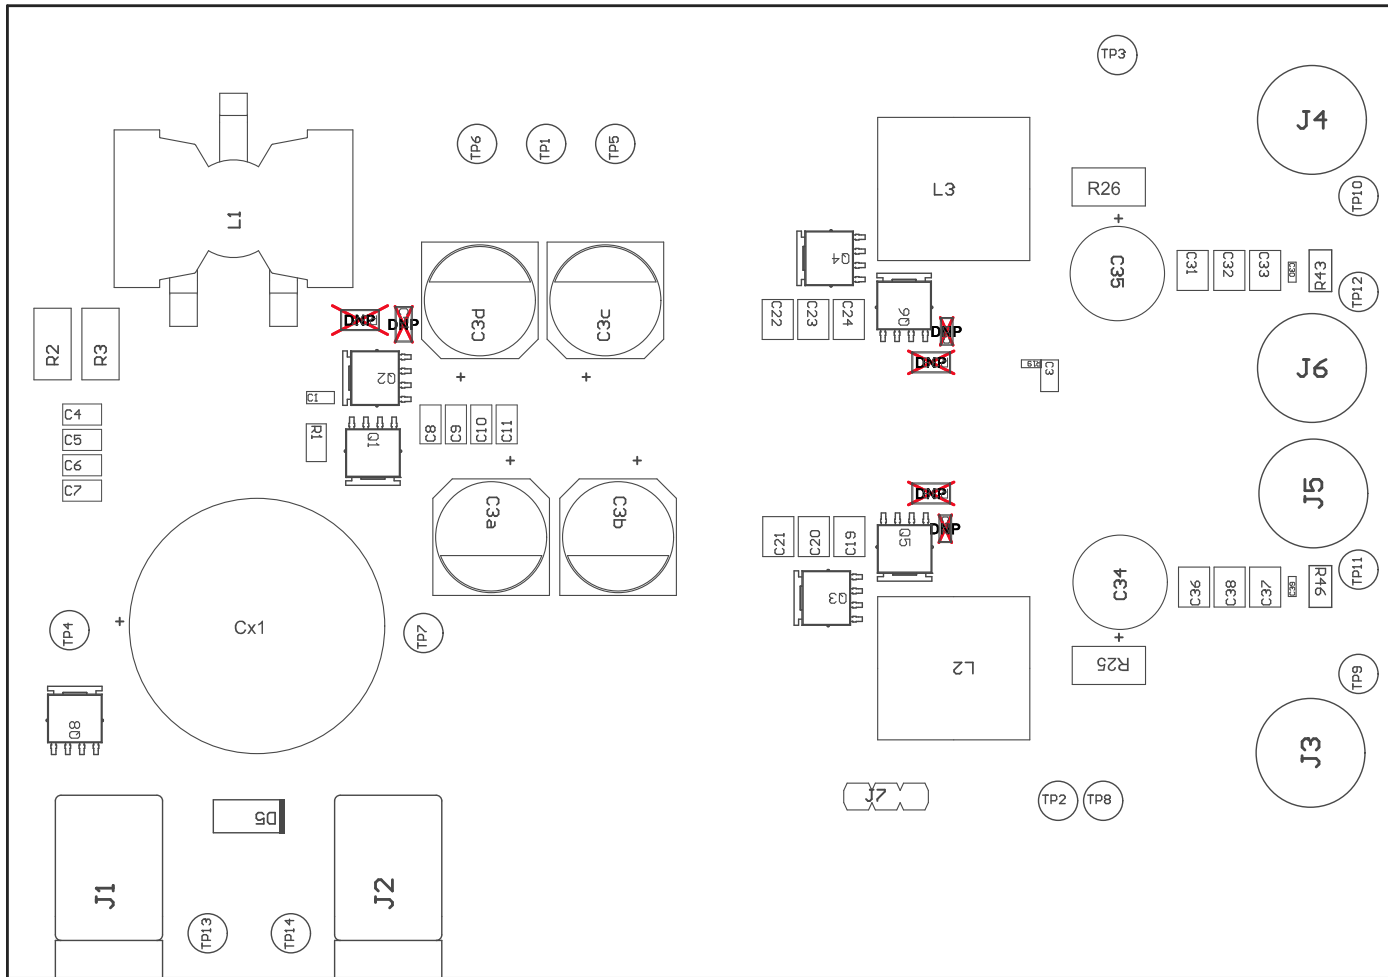 TP3
J4
TP6
TP1
TP5
L3
R26
TP10
L1
+
Q4
C35
C31
C32
C33
C30
R43
TP12
C3d
C3c
C22
C23
C24
Q6
DNP
DNP
DNP
R2
R3
DNP
R19
C3
J6
Q2
+
+
C1
C4
C8
C9
C10
C11
R1
Q1
C5
C6
+
+
C7
C3a
C3b
DNP
J5
DNP
C21
C20
C19
Q5
TP11
C34
C36
C38
C37
C39
R46
Q3
TP4
+
Cx1
TP7
+
L2
R25
TP9
Q8
J3
J7
TP2
TP8
D5
J1
J2
TP13
TP14